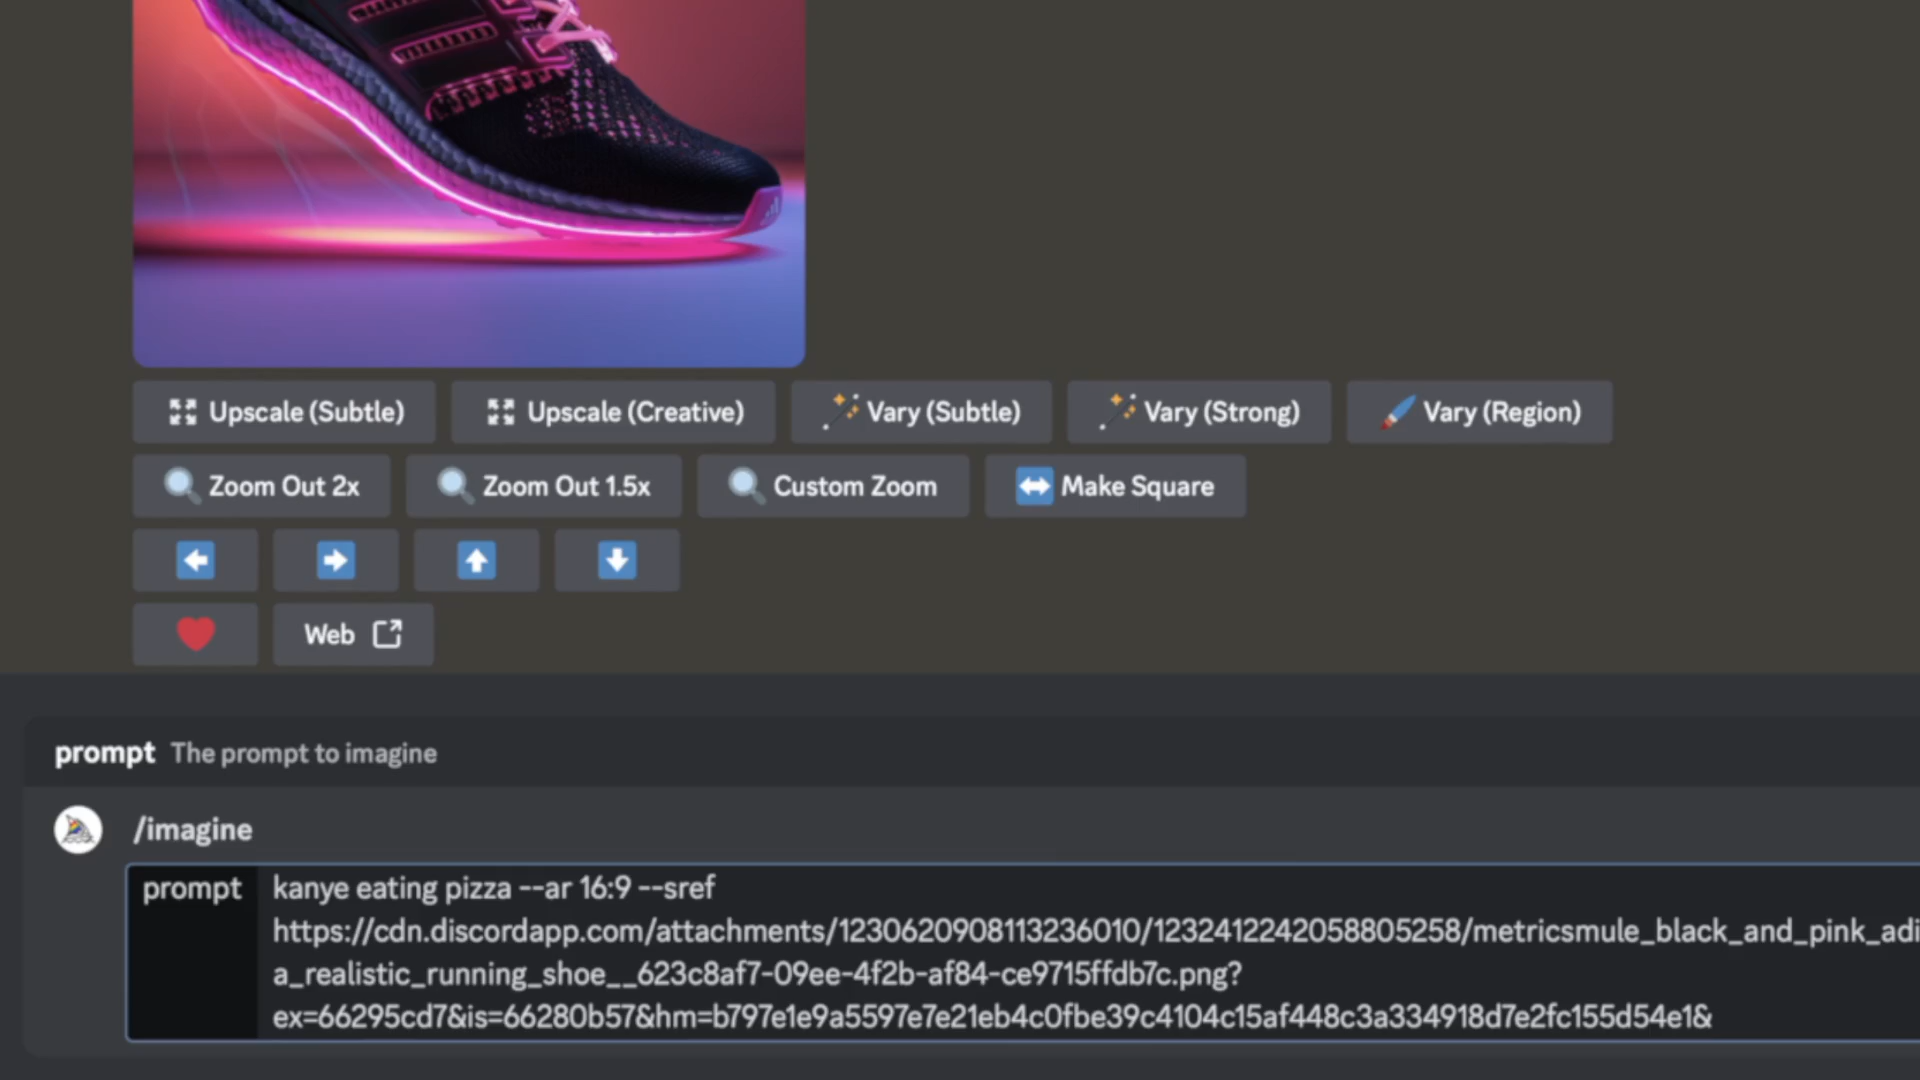 Upscale (Subtle) Upscale (Creative) Vary (Subtle) Vary (Strong) Vary (Region)
Zoom Out 2x Zoom Out 1.5x Custom Zoom Make Square
Web
prompt The prompt to imagine
/imagine
prompt kanye eating pizza --ar 16:9 --sref
https://cdn.discordapp.com/attachments/1230620908113236010/1232412242058805258/metricsmule_black_and_pink_adi
a_realistic_running_shoe__623c8af7-09ee-4f2b-af84-ce9715ffdb7c.png?
ex=66295cd7&is=66280b57&hm=b797e1e9a5597e7e21eb4c0fbe39c4104c15af448c3a334918d7e2fc155d54e1&